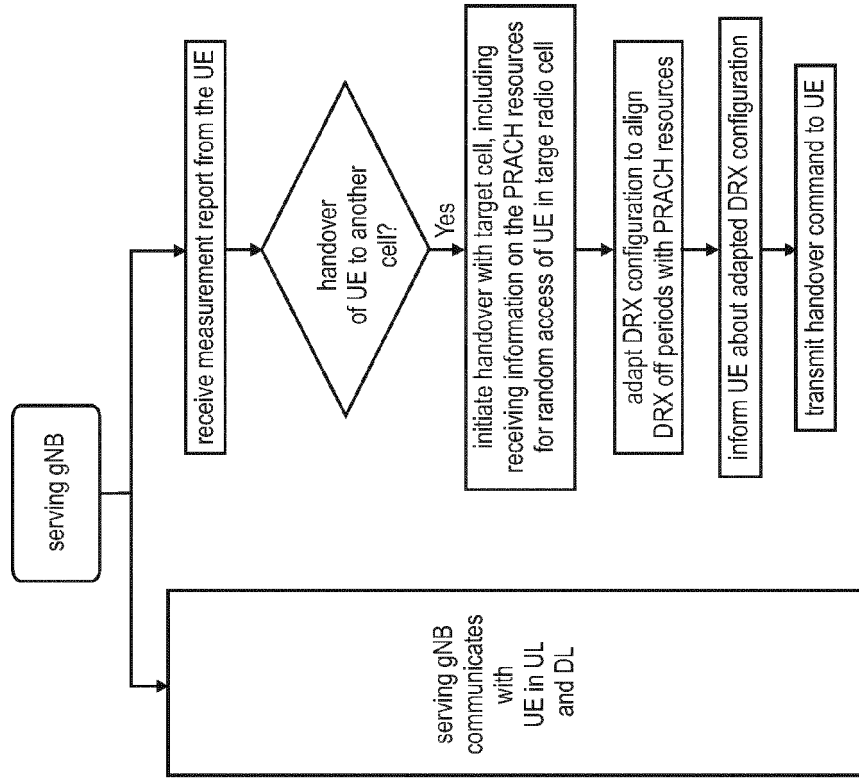 serving gNB
serving gNB
communicates
with
UE in UL
and DL
receive measurement report from the UE
handover
of UE to another
cell?
Yes
initiate handover with target cell, including
receiving information on the PRACH resources
for random access of UE in targe radio cell
adapt DRX configuration to align
DRX off periods with PRACH resources
inform UE about adapted DRX configuration
transmit handover command to UE